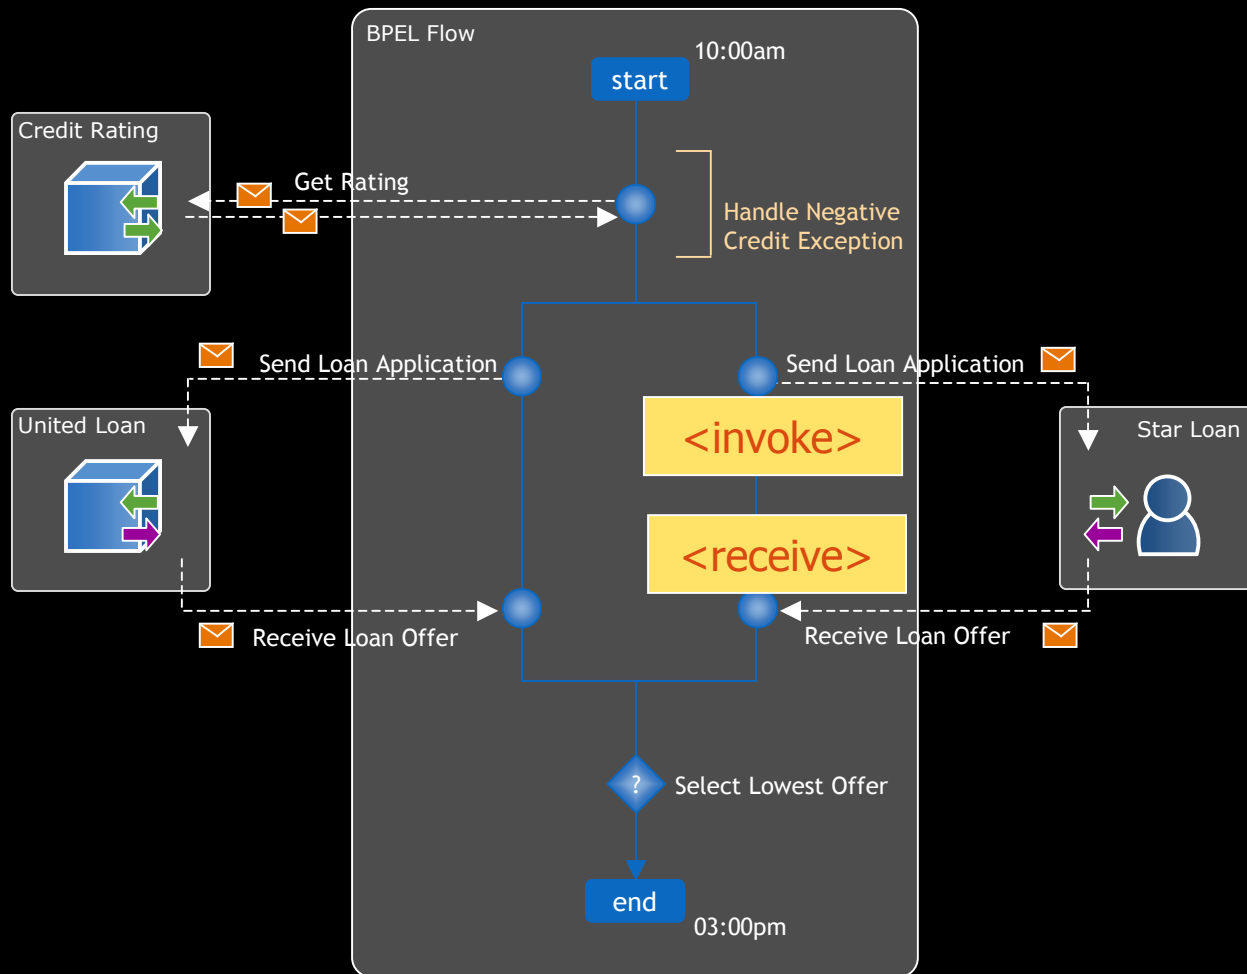 BPEL Flow
10:00am
start
Credit Rating
Get Rating
Handle Negative
Credit Exception
Send Loan Application
Send Loan Application
<invoke>
United Loan
Star Loan
<receive>
Receive Loan Offer
Receive Loan Offer
?
Select Lowest Offer
end
03:00pm